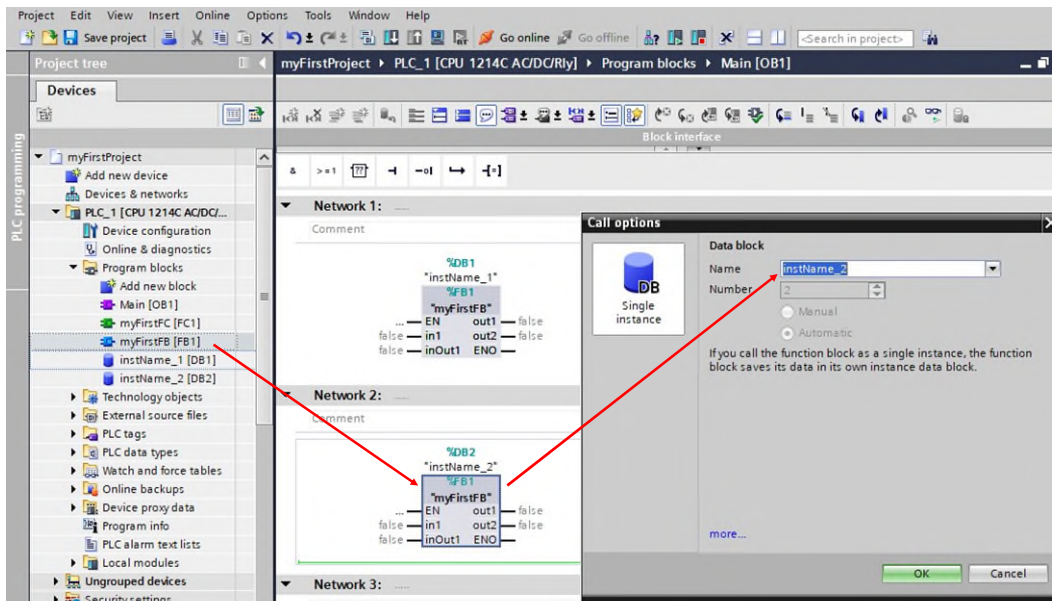 Project Edit View Insert Online Options Tools Window Help
Save project Go online Go offline <Search in project>
Project tree
myFirstProject ▸ PLC_1 [CPU 1214C AC/DC/Rly] ▸ Program blocks ▸ Main [OB1]
Devices
Block interface
PLC programming
myFirstProject
Add new device
Devices & networks
PLC_1 [CPU 1214C AC/DC/...
Device configuration
Online & diagnostics
Program blocks
Add new block
Main [OB1]
myFirstFC [FC1]
myFirstFB [FB1]
instName_1 [DB1]
instName_2 [DB2]
Technology objects
External source files
PLC tags
PLC data types
Watch and force tables
Online backups
Device proxy data
Program info
PLC alarm text lists
Local modules
Ungrouped devices
Security settings
& >=1 [??] ⊣ -o| ↦ -[=]
Network 1: .....
Comment
%DB1
"instName_1"
%FB1
"myFirstFB"
... EN out1 false
false in1 out2 false
false inOut1 ENO
Network 2: .....
Comment
%DB2
"instName_2"
%FB1
"myFirstFB"
... EN out1 false
false in1 out2 false
false inOut1 ENO
Network 3: .....
Call options X
DB
Single
instance
Data block
Name instName_2
Number 2
Manual
Automatic
If you call the function block as a single instance, the function
block saves its data in its own instance data block.
more...
OK Cancel